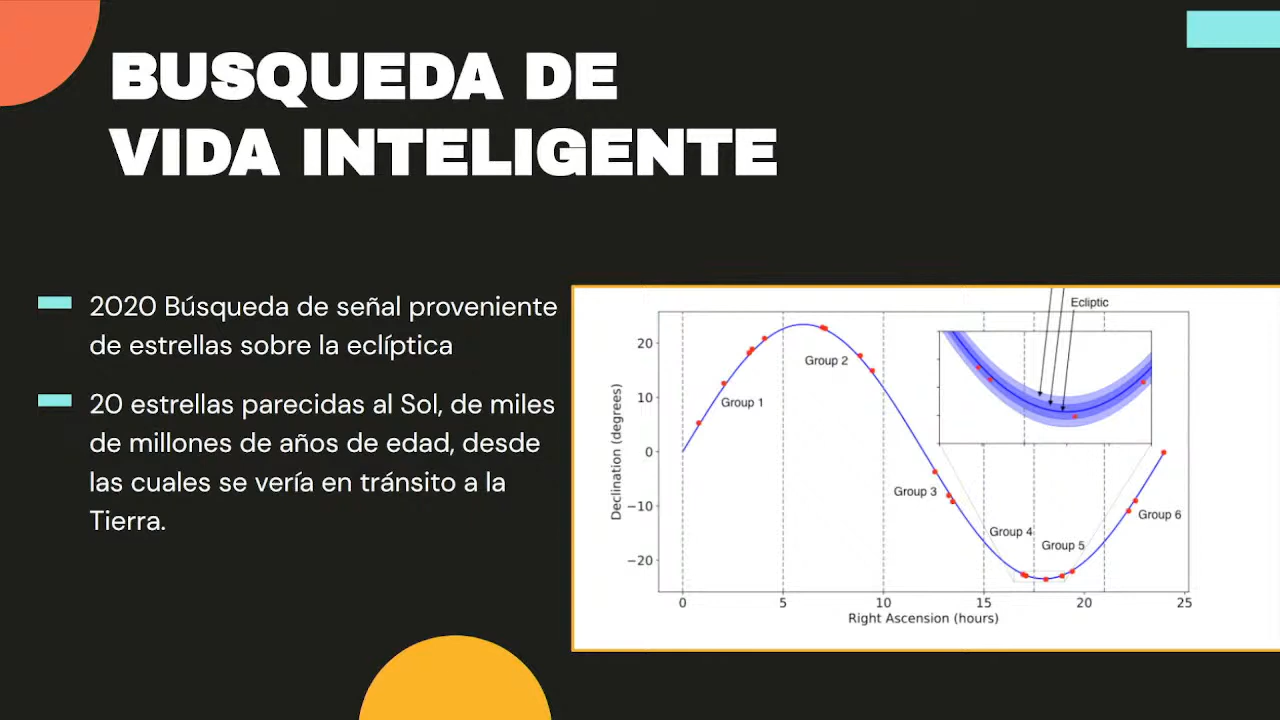 BUSQUEDA DE
VIDA INTELIGENTE
2020 Búsqueda de señal proveniente
de estrellas sobre la eclíptica
20 estrellas parecidas al Sol, de miles
de millones de años de edad, desde
las cuales se vería en tránsito a la
Tierra.
Ecliptic
20
10
0
−10
−20
Declination (degrees)
Group 1
Group 2
Group 3
Group 4
Group 5
Group 6
0 5 10 15 20 25
Right Ascension (hours)